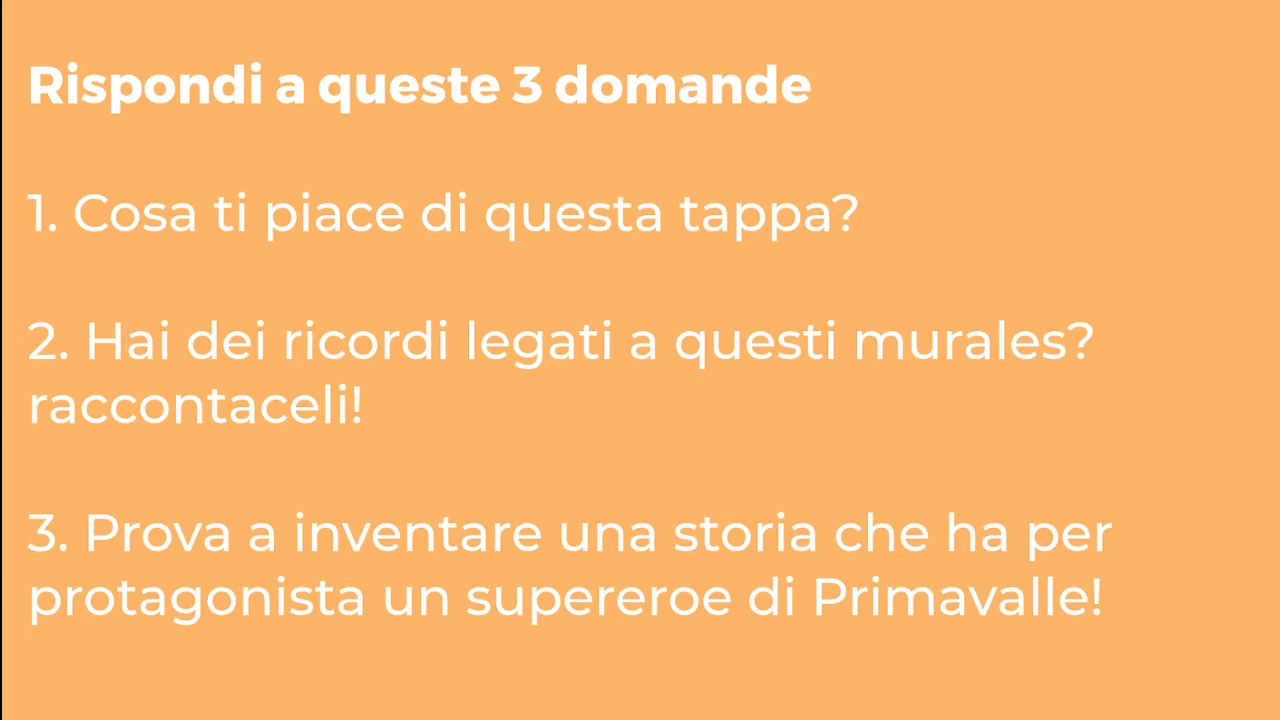 Rispondi a queste 3 domande
1. Cosa ti piace di questa tappa?
2. Hai dei ricordi legati a questi murales?
raccontaceli!
3. Prova a inventare una storia che ha per
protagonista un supereroe di Primavalle!